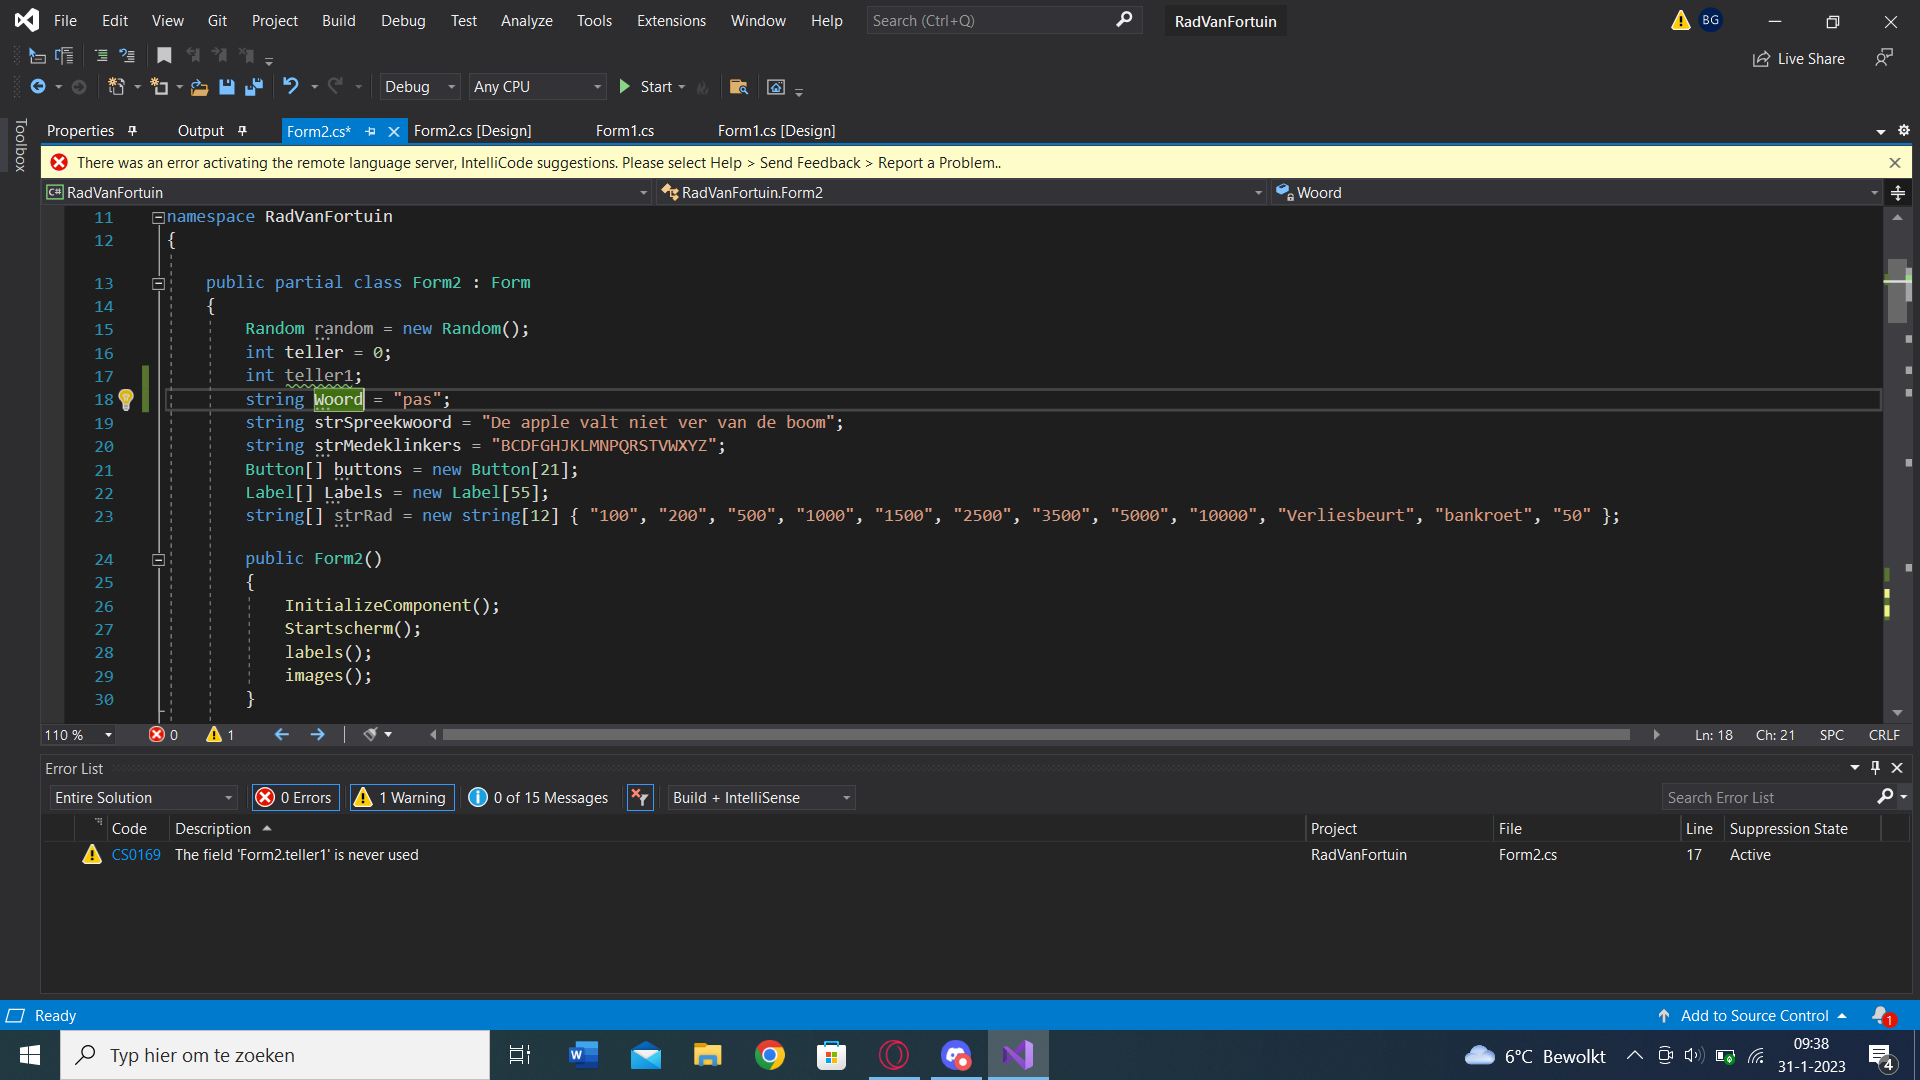 File Edit View Git Project Build Debug Test Analyze Tools Extensions Window Help Search (Ctrl+Q) RadVanFortuin BG
Live Share
Debug Any CPU Start
Toolbox
Properties Output Form2.cs* Form2.cs [Design] Form1.cs Form1.cs [Design]
There was an error activating the remote language server, IntelliCode suggestions. Please select Help > Send Feedback > Report a Problem..
C# RadVanFortuin RadVanFortuin.Form2 Woord
11 namespace RadVanFortuin
12 {
13 public partial class Form2 : Form
14 {
15 Random random = new Random();
16 int teller = 0;
17 int teller1;
18 string Woord = "pas";
19 string strSpreekwoord = "De apple valt niet ver van de boom";
20 string strMedeklinkers = "BCDFGHJKLMNPQRSTVWXYZ";
21 Button[] buttons = new Button[21];
22 Label[] Labels = new Label[55];
23 string[] strRad = new string[12] { "100", "200", "500", "1000", "1500", "2500", "3500", "5000", "10000", "Verliesbeurt", "bankroet", "50" };
24 public Form2()
25 {
26 InitializeComponent();
27 Startscherm();
28 labels();
29 images();
30 }
110 % 0 1 Ln: 18 Ch: 21 SPC CRLF
Error List
Entire Solution 0 Errors 1 Warning 0 of 15 Messages Build + IntelliSense Search Error List
Code Description Project File Line Suppression State
CS0169 The field 'Form2.teller1' is never used RadVanFortuin Form2.cs 17 Active
Ready Add to Source Control 1
Typ hier om te zoeken 6°C Bewolkt 09:38
31-1-2023 4